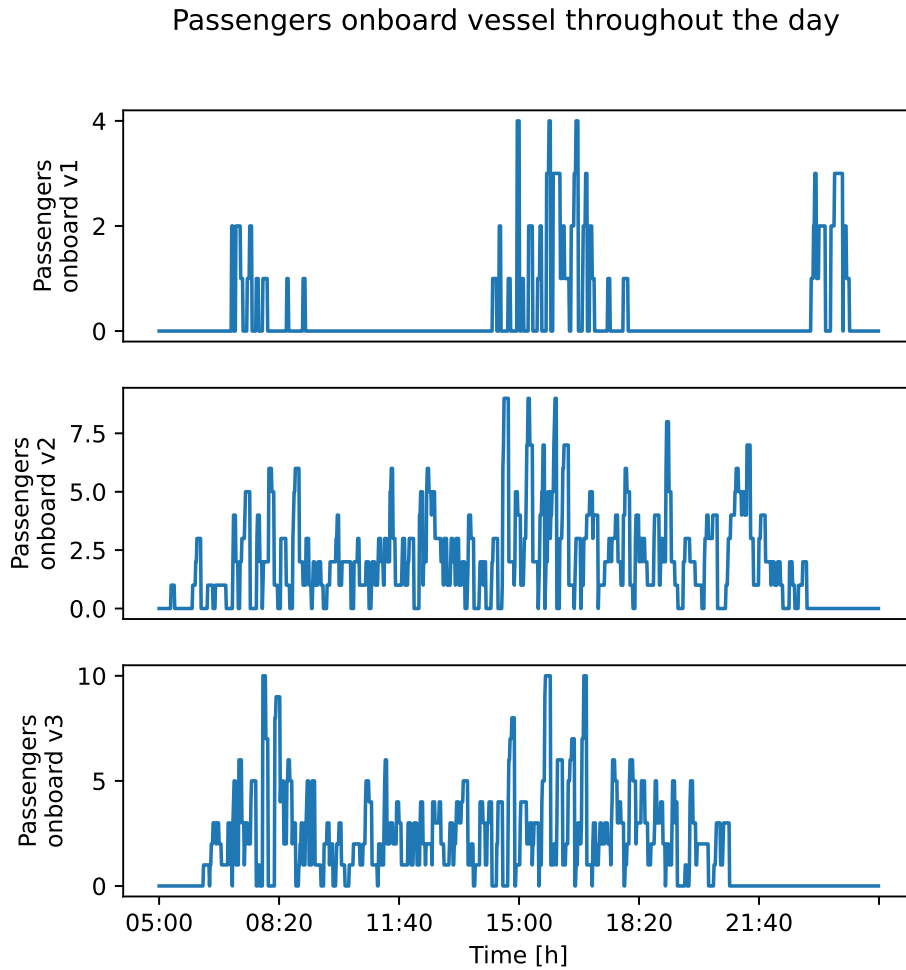 Passengers onboard vessel throughout the day
Passengers
onboard v1
4
2
0
Passengers
onboard v2
7.5
5.0
2.5
0.0
Passengers
onboard v3
10
5
0
05:00 08:20 11:40 15:00 18:20 21:40
Time [h]